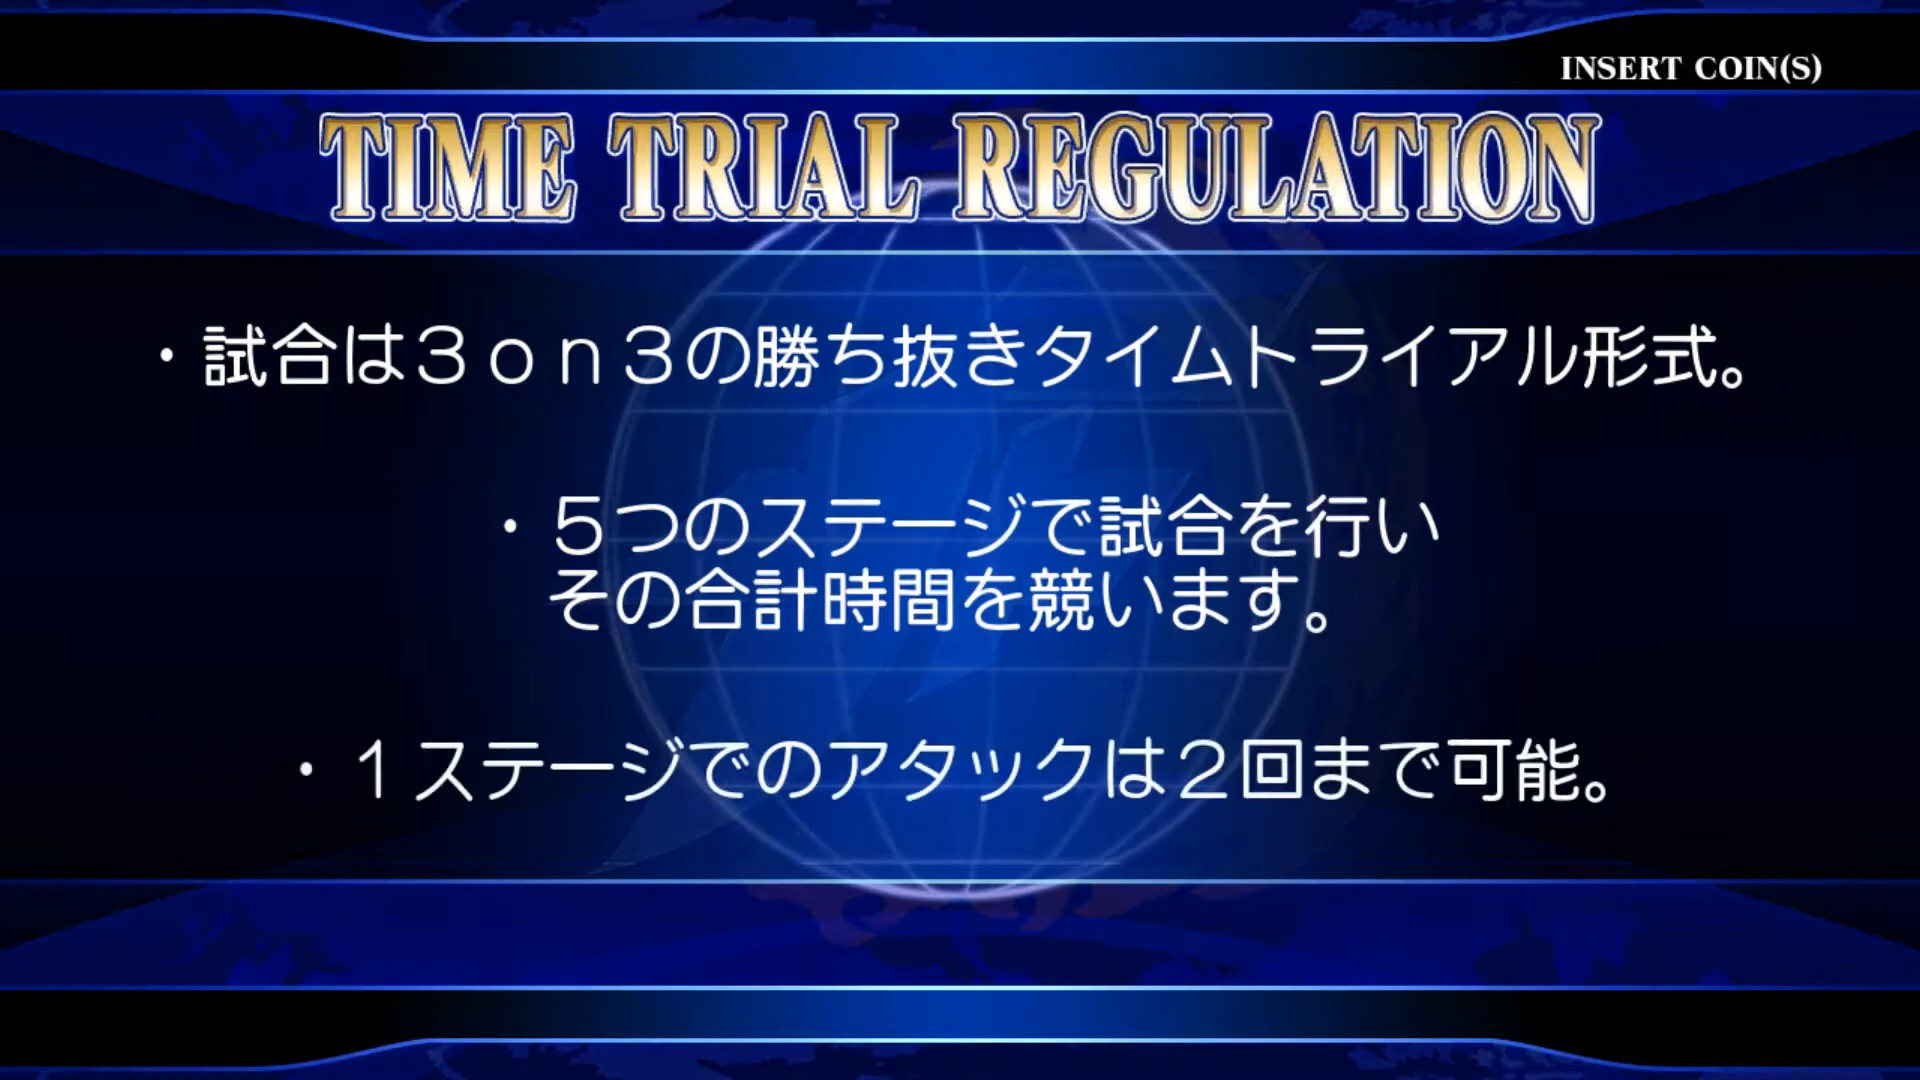 INSERT COIN(S)
TIME TRIAL REGULATION
・試合は3on3の勝ち抜きタイムトライアル形式。
・5つのステージで試合を行い
その合計時間を競います。
・1ステージでのアタックは2回まで可能。